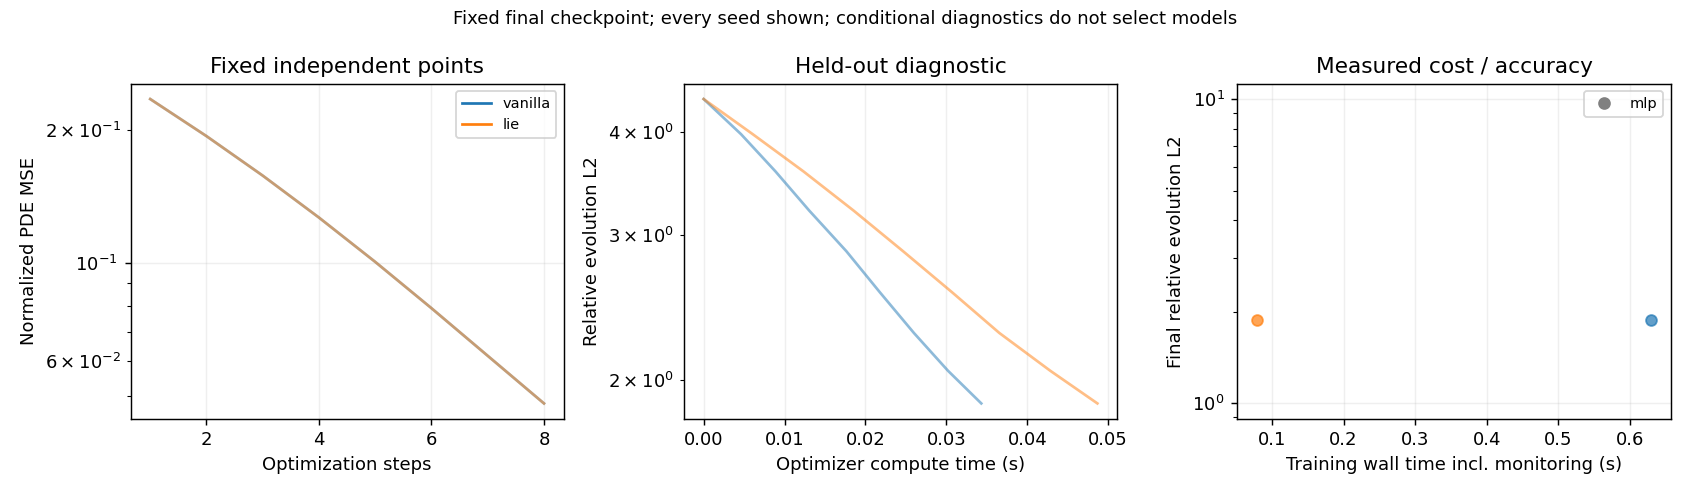 Fixed final checkpoint; every seed shown; conditional diagnostics do not select models
Fixed independent points
Normalized PDE MSE
2 × 10⁻¹
10⁻¹
6 × 10⁻²
vanilla
lie
2
4
6
8
Optimization steps
Held-out diagnostic
Relative evolution L2
4 × 10⁰
3 × 10⁰
2 × 10⁰
0.00
0.01
0.02
0.03
0.04
0.05
Optimizer compute time (s)
Measured cost / accuracy
Final relative evolution L2
10¹
10⁰
mlp
0.1
0.2
0.3
0.4
0.5
0.6
Training wall time incl. monitoring (s)